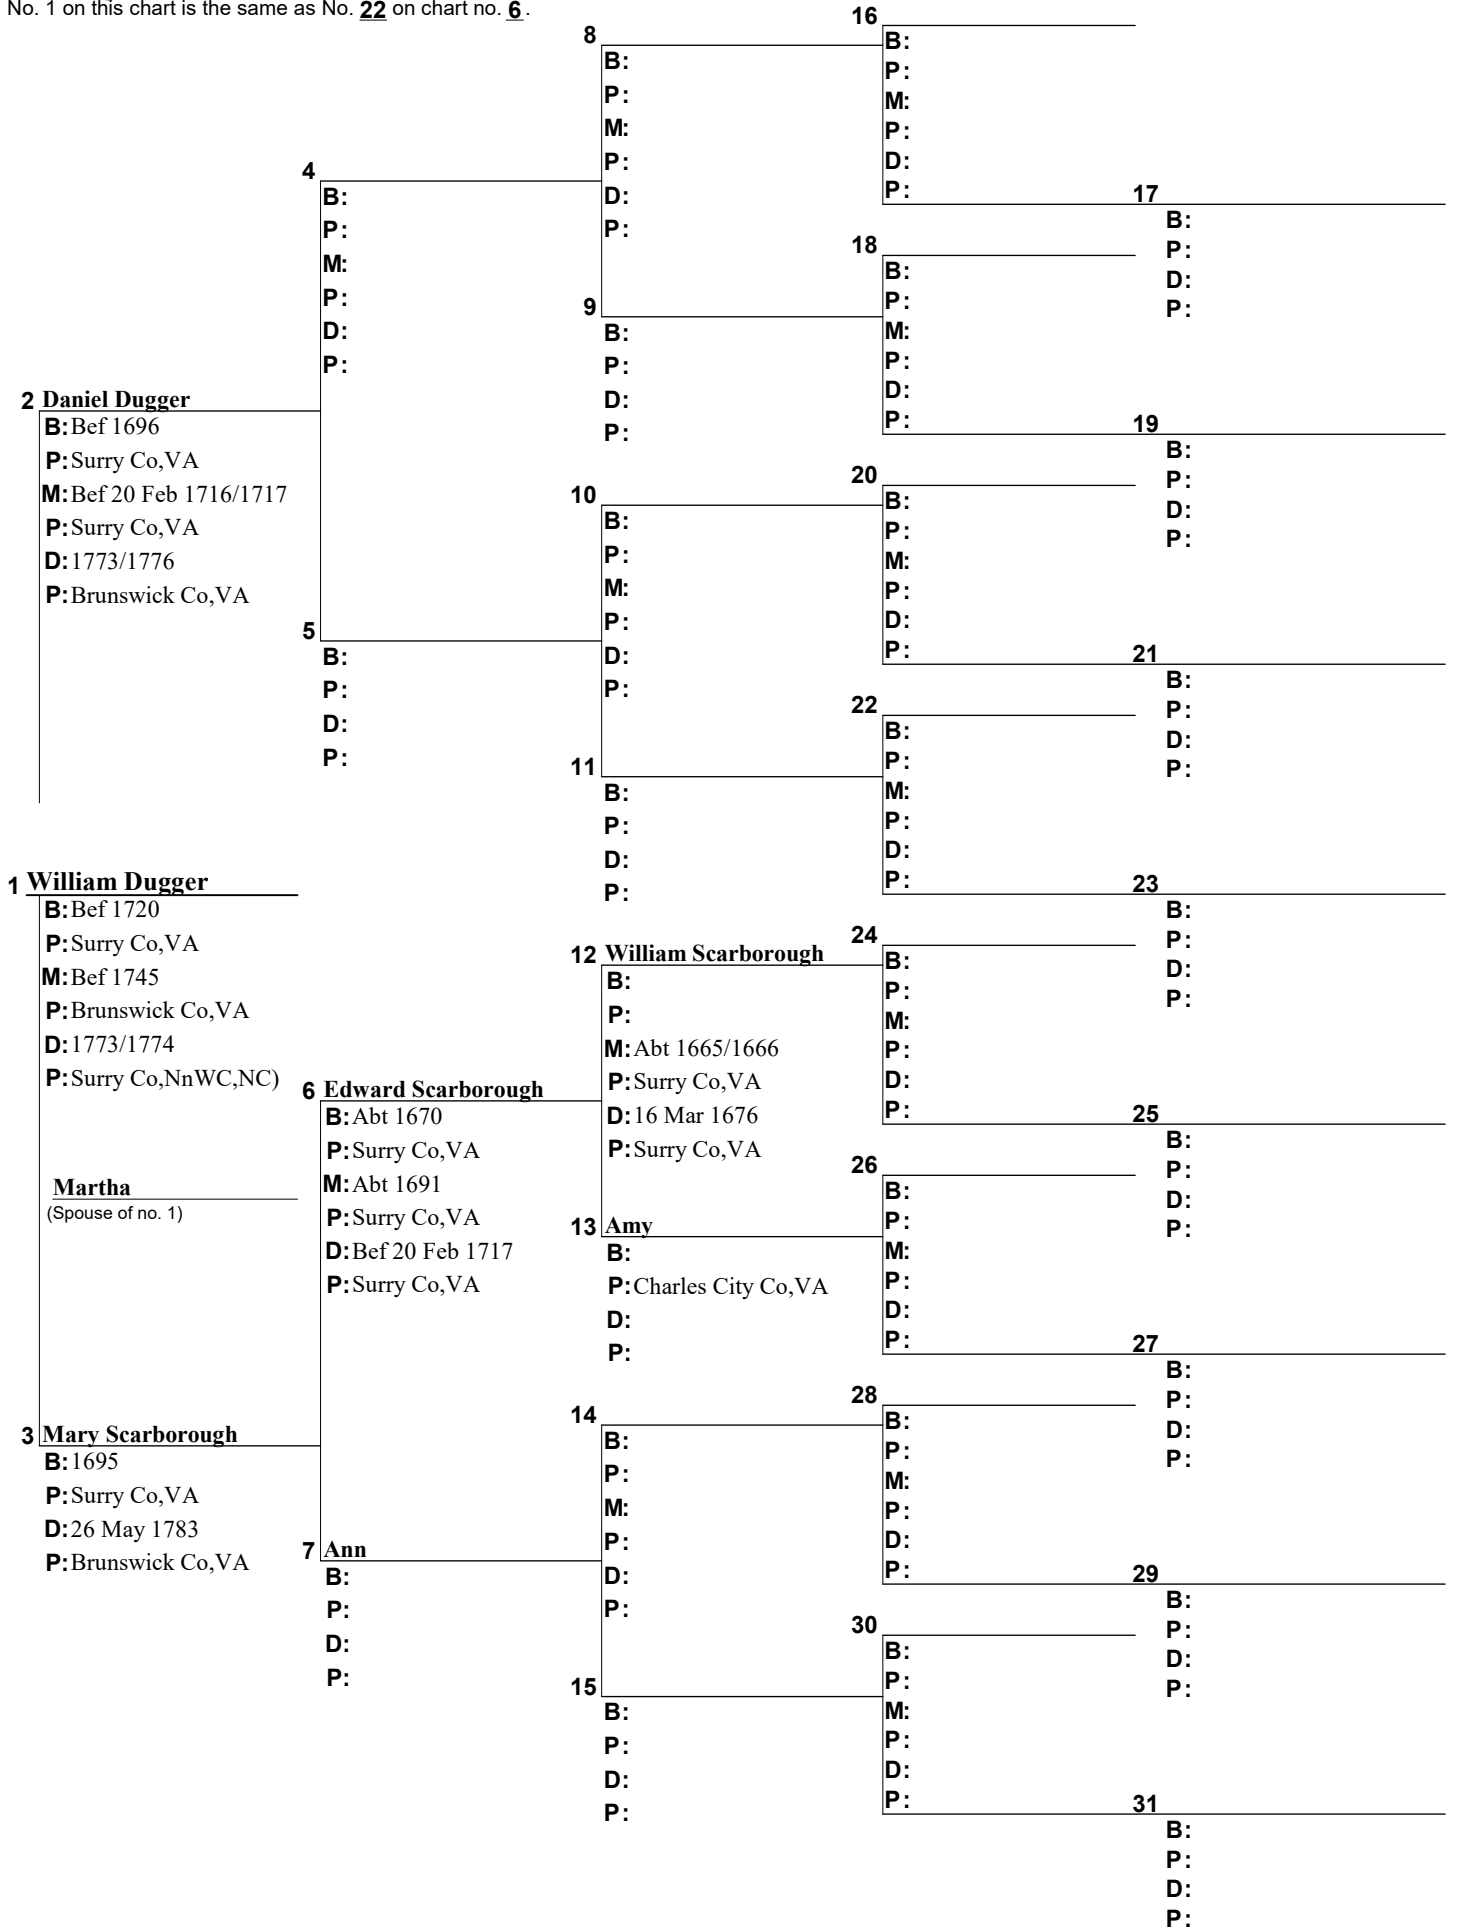 No. 1 on this chart is the same as No. 22 on chart no. 6.
2 Daniel Dugger
B: Bef 1696
P: Surry Co,VA
M: Bef 20 Feb 1716/1717
P: Surry Co,VA
D: 1773/1776
P: Brunswick Co,VA
1 William Dugger
B: Bef 1720
P: Surry Co,VA
M: Bef 1745
P: Brunswick Co,VA
D: 1773/1774
P: Surry Co,NnWC,NC)
Martha
(Spouse of no. 1)
3 Mary Scarborough
B: 1695
P: Surry Co,VA
D: 26 May 1783
P: Brunswick Co,VA
4
B:
P:
M:
P:
D:
P:
5
B:
P:
D:
P:
6 Edward Scarborough
B: Abt 1670
P: Surry Co,VA
M: Abt 1691
P: Surry Co,VA
D: Bef 20 Feb 1717
P: Surry Co,VA
7 Ann
B:
P:
D:
P:
8
B:
P:
M:
P:
D:
P:
9
B:
P:
D:
P:
10
B:
P:
M:
P:
D:
P:
11
B:
P:
D:
P:
12 William Scarborough
B:
P:
M: Abt 1665/1666
P: Surry Co,VA
D: 16 Mar 1676
P: Surry Co,VA
13 Amy
B:
P: Charles City Co,VA
D:
P:
14
B:
P:
M:
P:
D:
P:
15
B:
P:
D:
P:
16
B:
P:
M:
P:
D:
P:
17
B:
P:
D:
P:
18
B:
P:
M:
P:
D:
P:
19
B:
P:
D:
P:
20
B:
P:
M:
P:
D:
P:
21
B:
P:
D:
P:
22
B:
P:
M:
P:
D:
P:
23
B:
P:
D:
P:
24
B:
P:
M:
P:
D:
P:
25
B:
P:
D:
P:
26
B:
P:
M:
P:
D:
P:
27
B:
P:
D:
P:
28
B:
P:
M:
P:
D:
P:
29
B:
P:
D:
P:
30
B:
P:
M:
P:
D:
P:
31
B:
P:
D:
P: